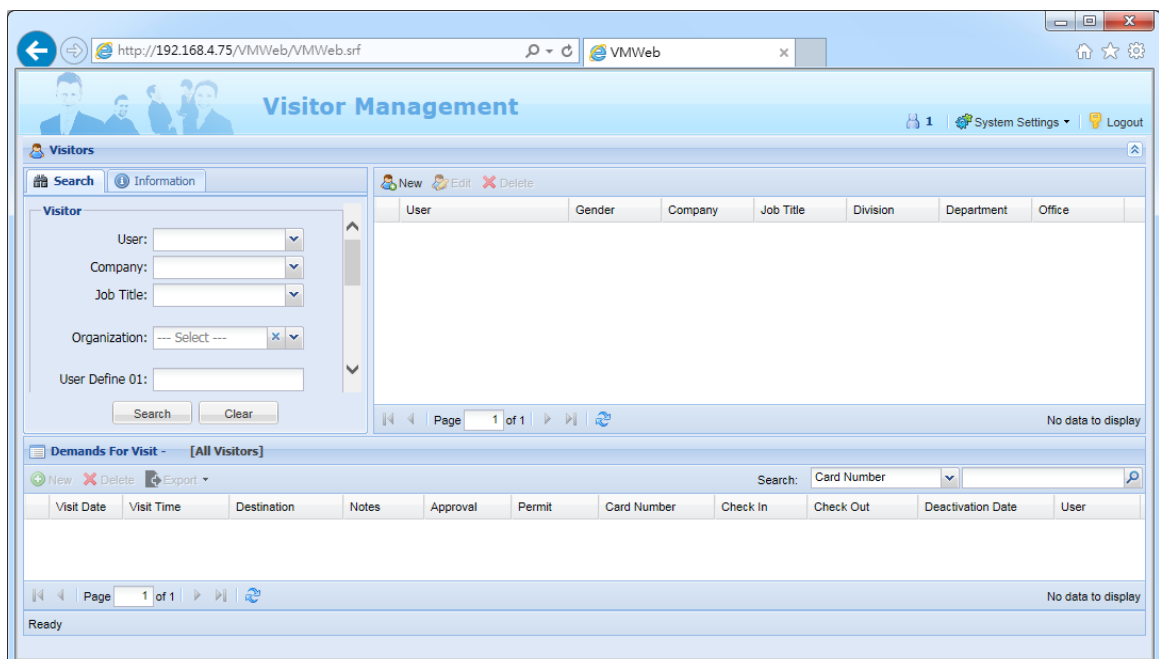 http://192.168.4.75/VMWeb/VMWeb.srf VMWeb
Visitor Management
1 System Settings Logout
Visitors
Search Information
New Edit Delete
Visitor
User Gender Company Job Title Division Department Office
User:
Company:
Job Title:
Organization: --- Select ---
User Define 01:
Search Clear
Page 1 of 1 No data to display
Demands For Visit - [All Visitors]
New Delete Export Search: Card Number
Visit Date Visit Time Destination Notes Approval Permit Card Number Check In Check Out Deactivation Date User
Page 1 of 1 No data to display
Ready